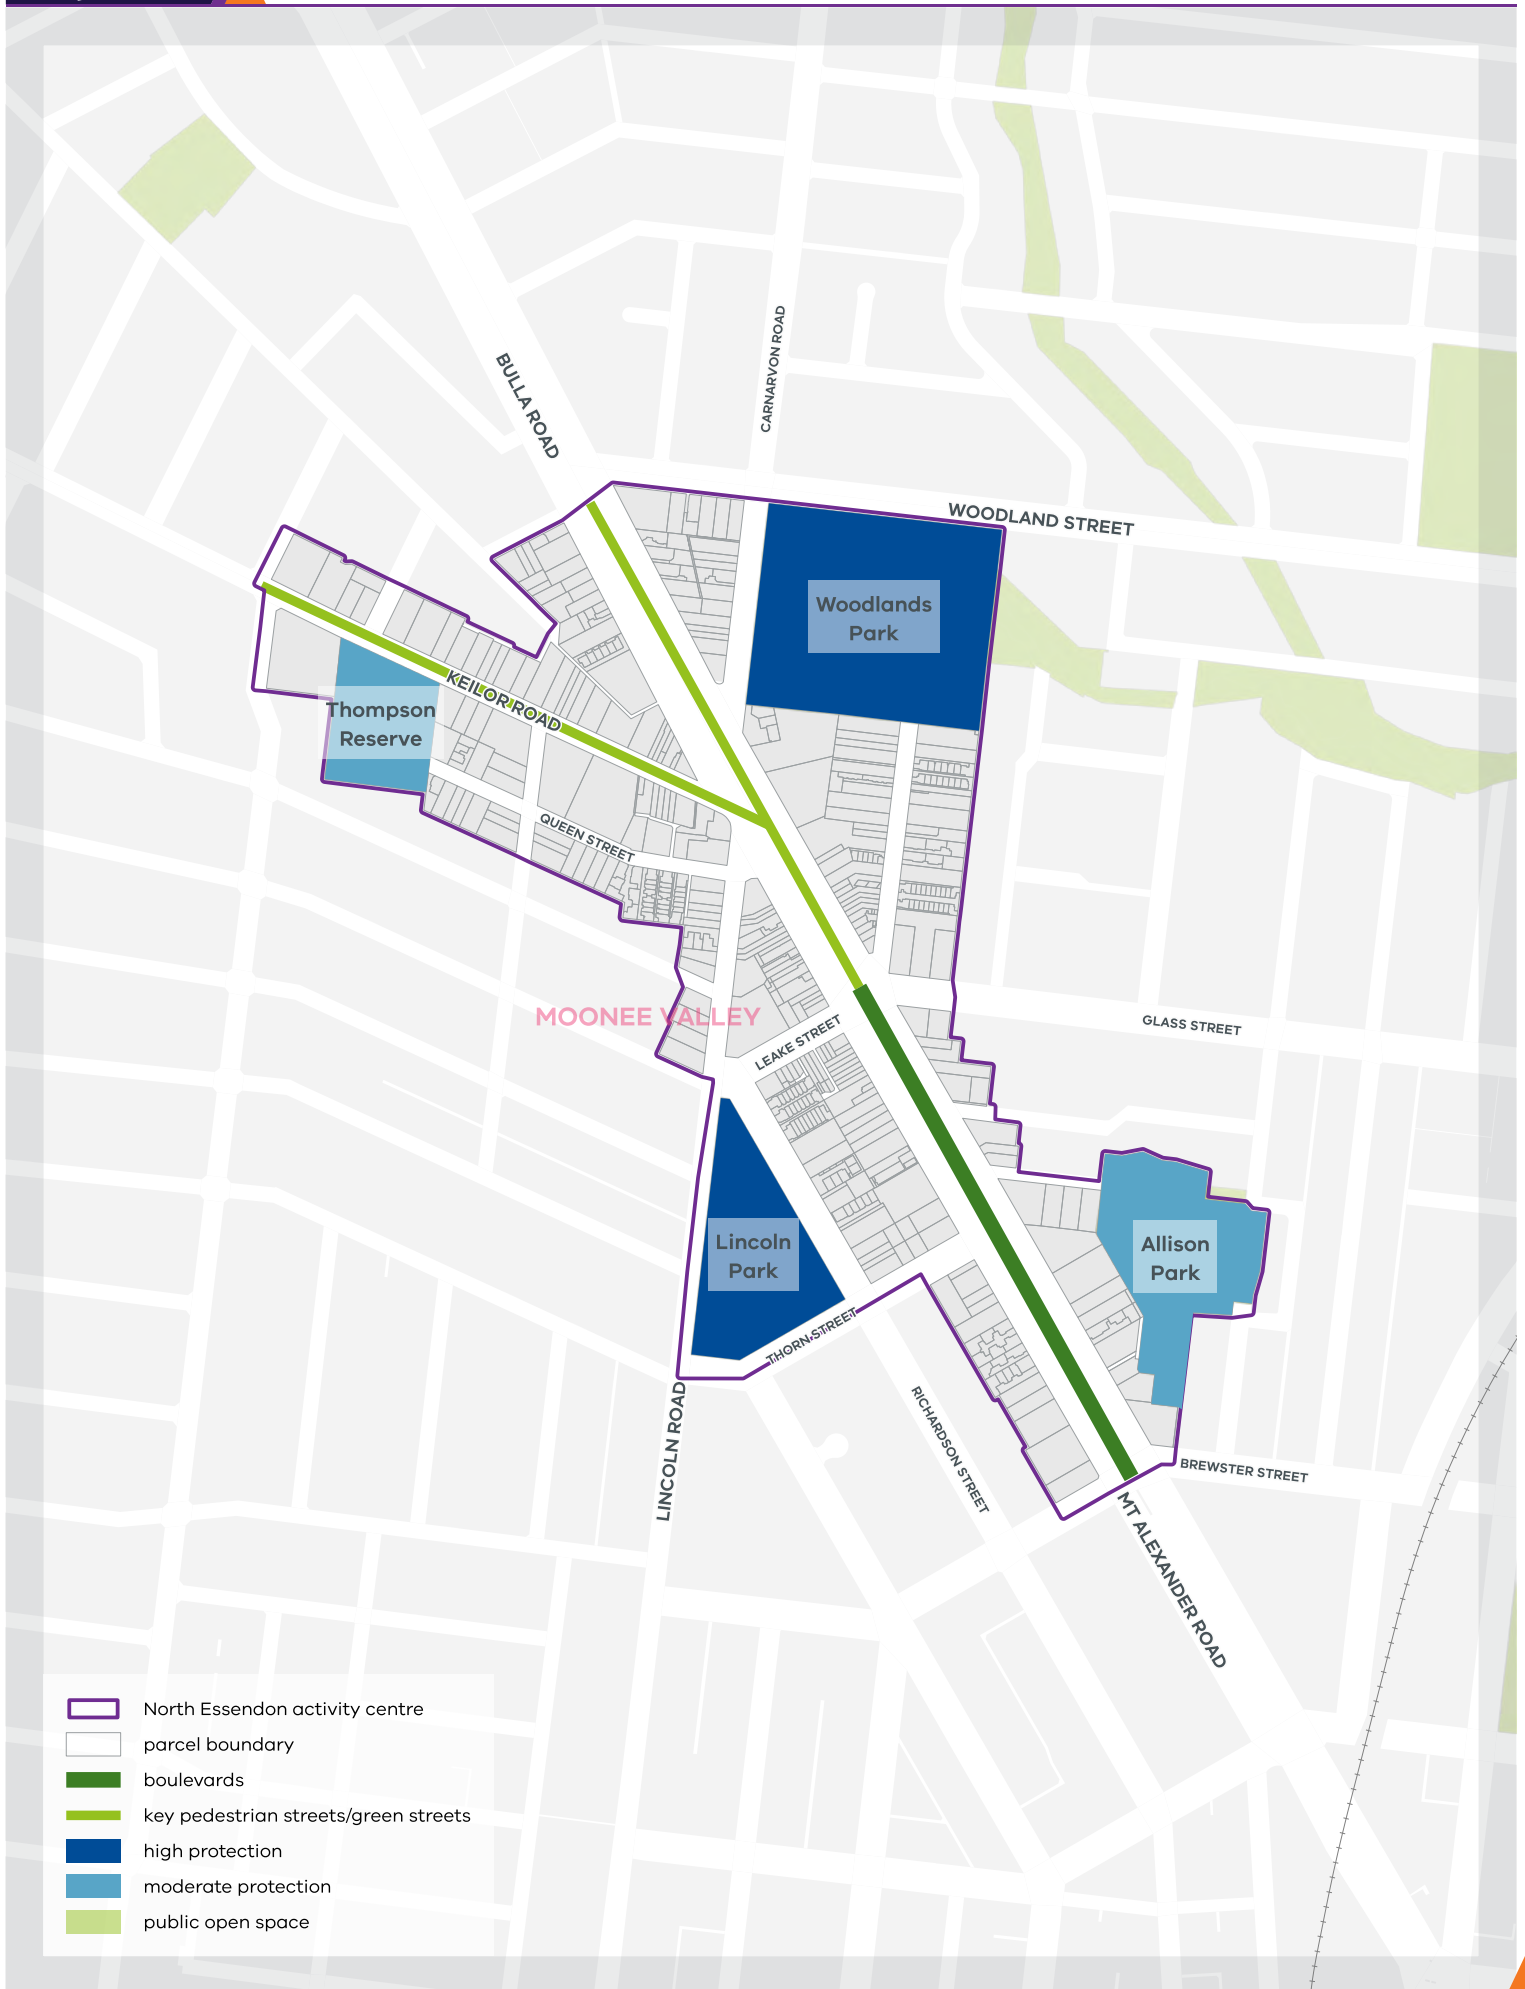 CARNARVON ROAD
BULLA ROAD
WOODLAND STREET
Woodlands
Park
KEILOR ROAD
Thompson
Reserve
QUEEN STREET
MOONEE VALLEY
LEAKE STREET
GLASS STREET
Lincoln
Park
Allison
Park
THORN STREET
LINCOLN ROAD
RICHARDSON STREET
BREWSTER STREET
MT ALEXANDER ROAD
North Essendon activity centre
parcel boundary
boulevards
key pedestrian streets/green streets
high protection
moderate protection
public open space